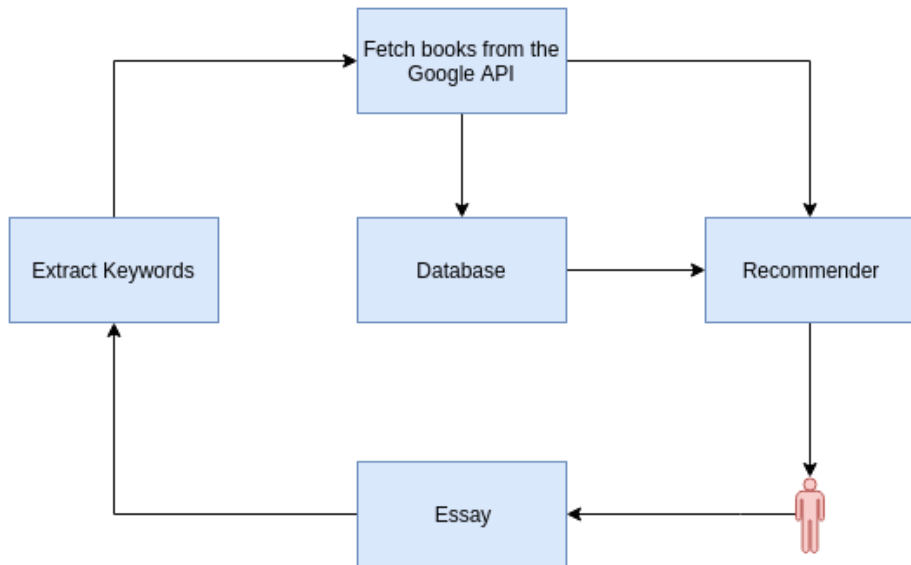 Fetch books from the
Google API
Extract Keywords
Database
Recommender
Essay